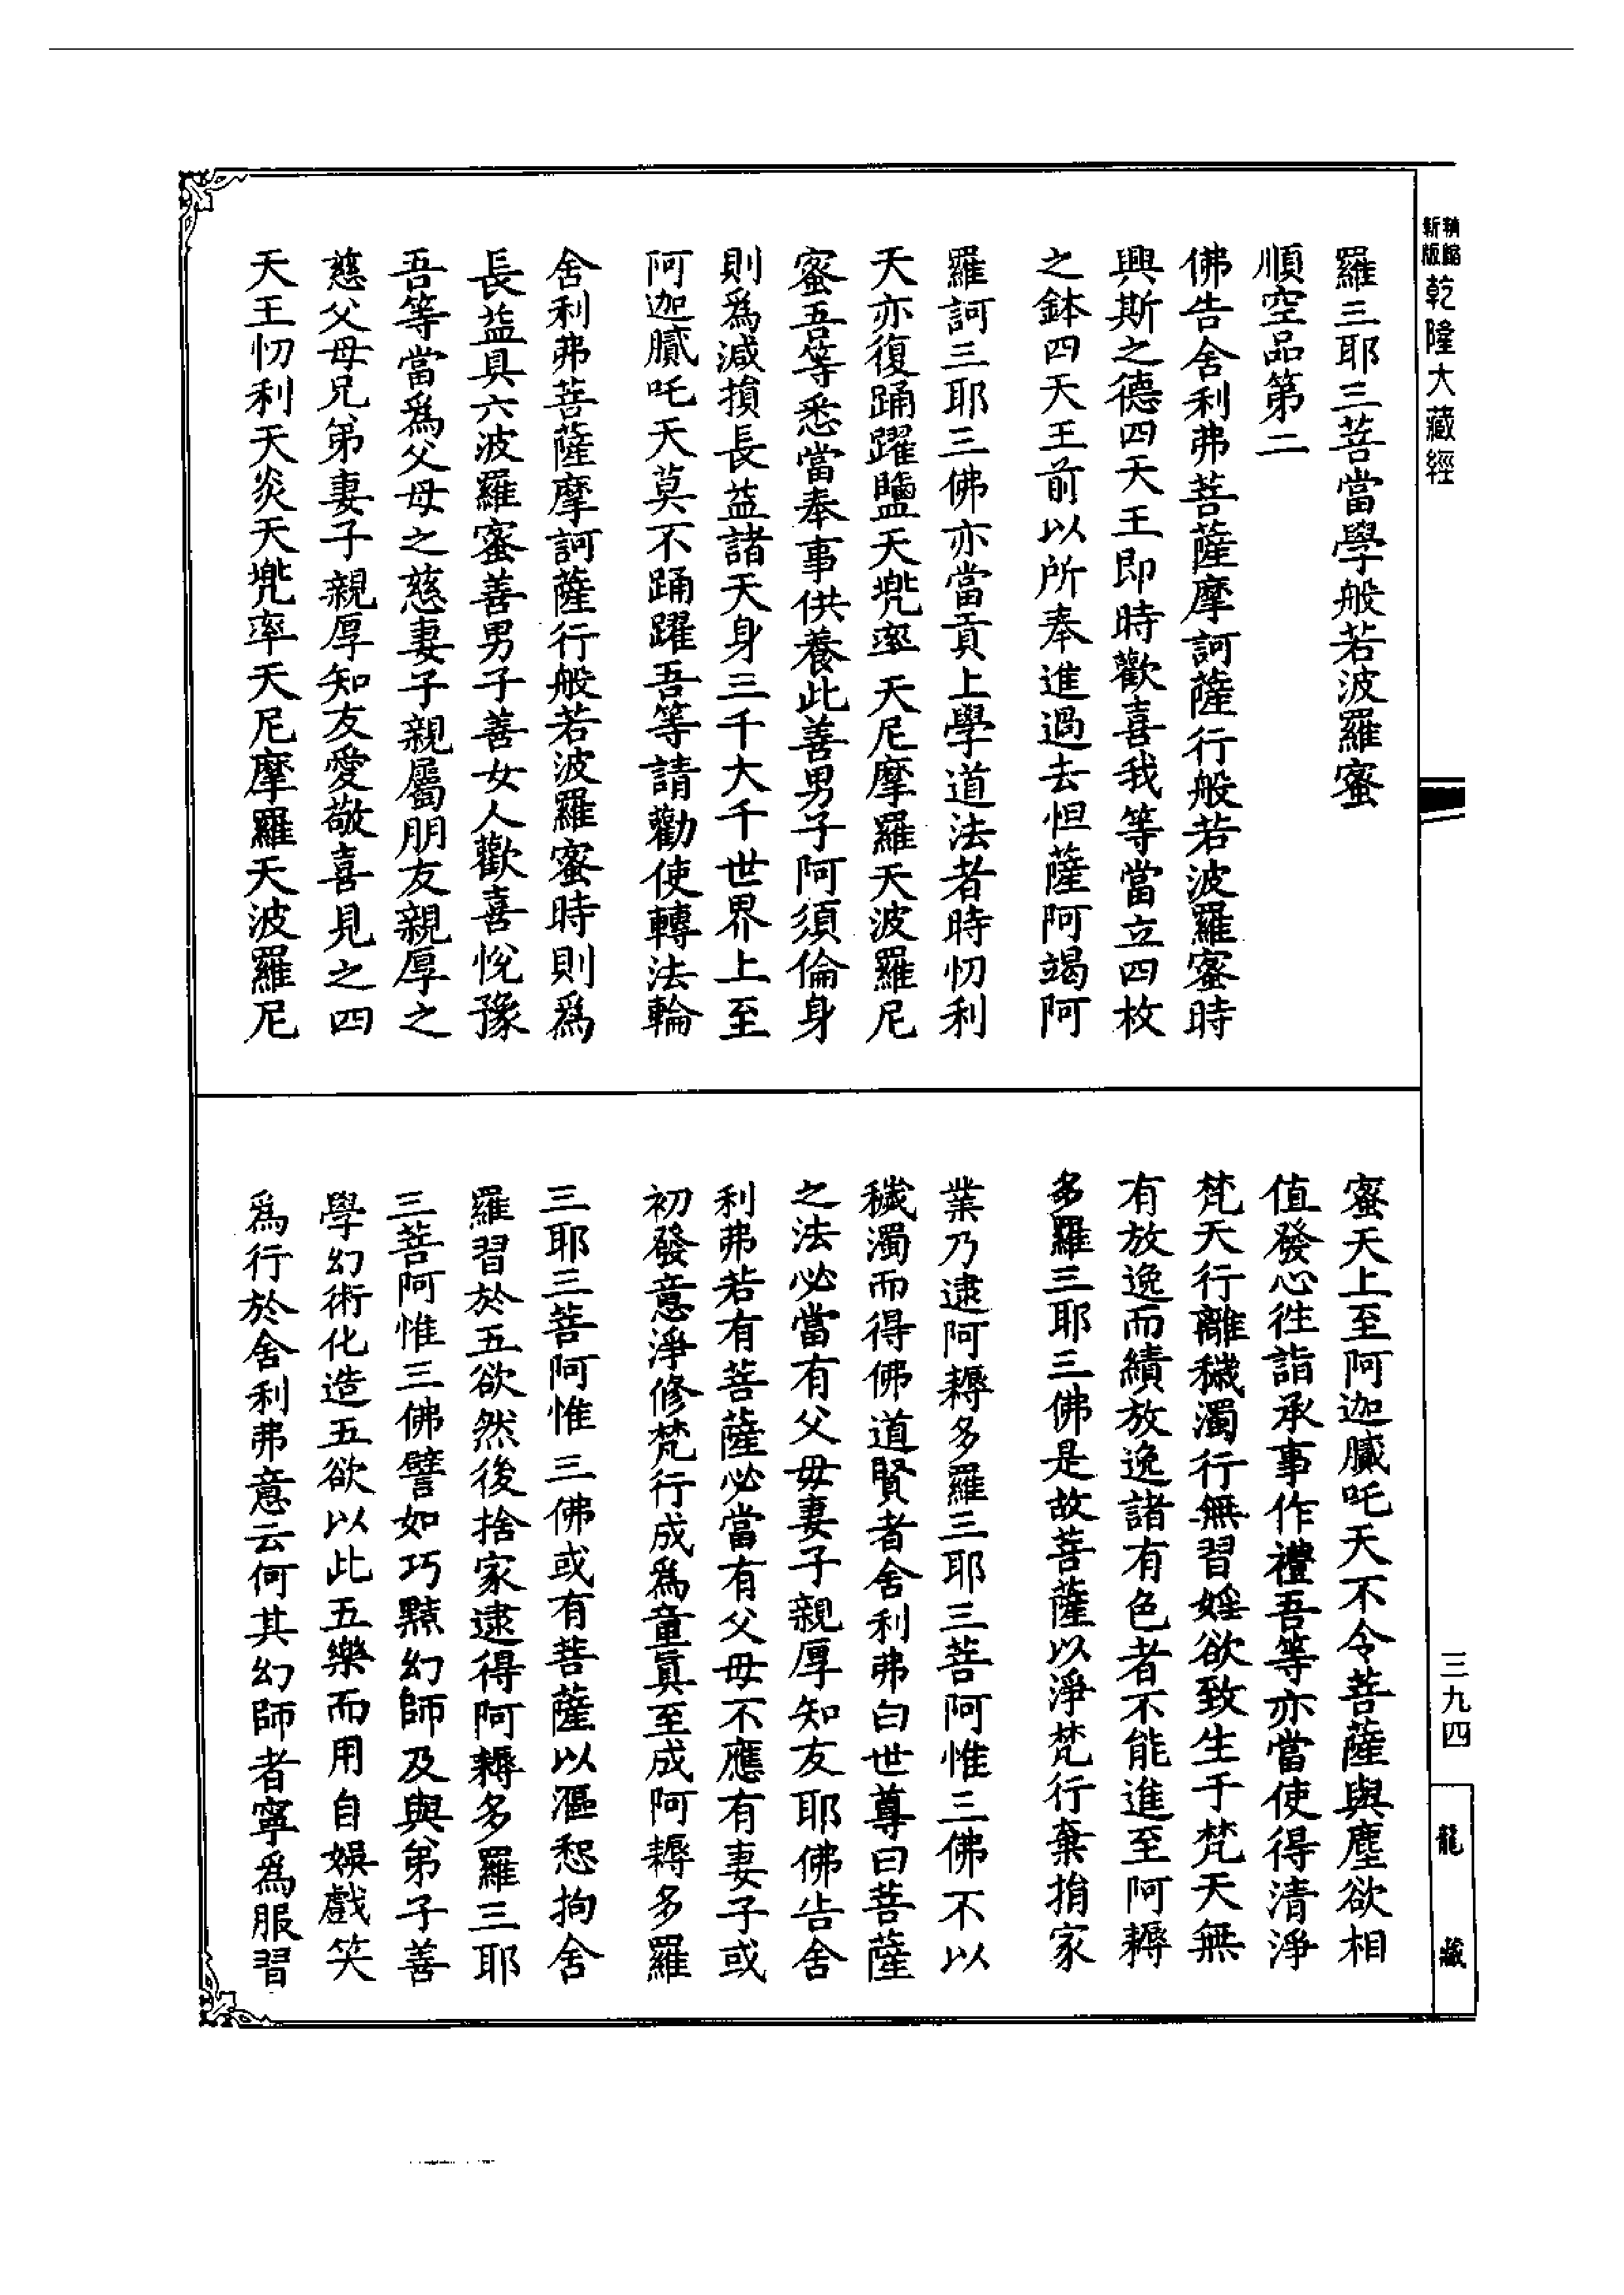 新版精縮
乾隆大藏經
羅三耶三菩當學般若波羅蜜
順空品第二
佛告舍利弗菩薩摩訶薩行般若波羅蜜時
興斯之德四天王即時歡喜我等當立四枚
之鉢四天王前以所奉進過去怛薩阿竭阿
羅訶三耶三佛亦當貢上學道法者時忉利
天亦復踊躍鹽天兠率天尼摩羅天波羅尼
蜜吾等悉當奉事供養此善男子阿須倫身
則爲減損長益諸天身三千大千世界上至
阿迦膩吒天莫不踊躍吾等請勸使轉法輪
舍利弗菩薩摩訶薩行般若波羅蜜時則爲
長益具六波羅蜜善男子善女人歡喜悅豫
吾等當爲父母之慈妻子親屬朋友親厚之
慈父母兄弟妻子親厚知友愛敬喜見之四
天王忉利天炎天兠率天尼摩羅天波羅尼
蜜天上至阿迦膩吒天不令菩薩與塵欲相
值發心徃詣承事作禮吾等亦當使得清淨
梵天行離穢濁行無習婬欲致生于梵天無
有放逸而績放逸諸有色者不能進至阿耨
多羅三耶三佛是故菩薩以淨梵行棄捐家
業乃逮阿耨多羅三耶三菩阿惟三佛不以
穢濁而得佛道賢者舍利弗白世尊曰菩薩
之法必當有父母妻子親厚知友耶佛告舍
利弗若有菩薩必當有父母不應有妻子或
初發意淨修梵行成爲童眞至成阿耨多羅
三耶三菩阿惟三佛或有菩薩以漚惒拘舍
羅習於五欲然後捨家逮得阿耨多羅三耶
三菩阿惟三佛譬如巧黠幻師及與弟子善
學幻術化造五欲以此五樂而用自娛戲笑
爲行於舍利弗意云何其幻師者寧爲服習
三九四
龍藏